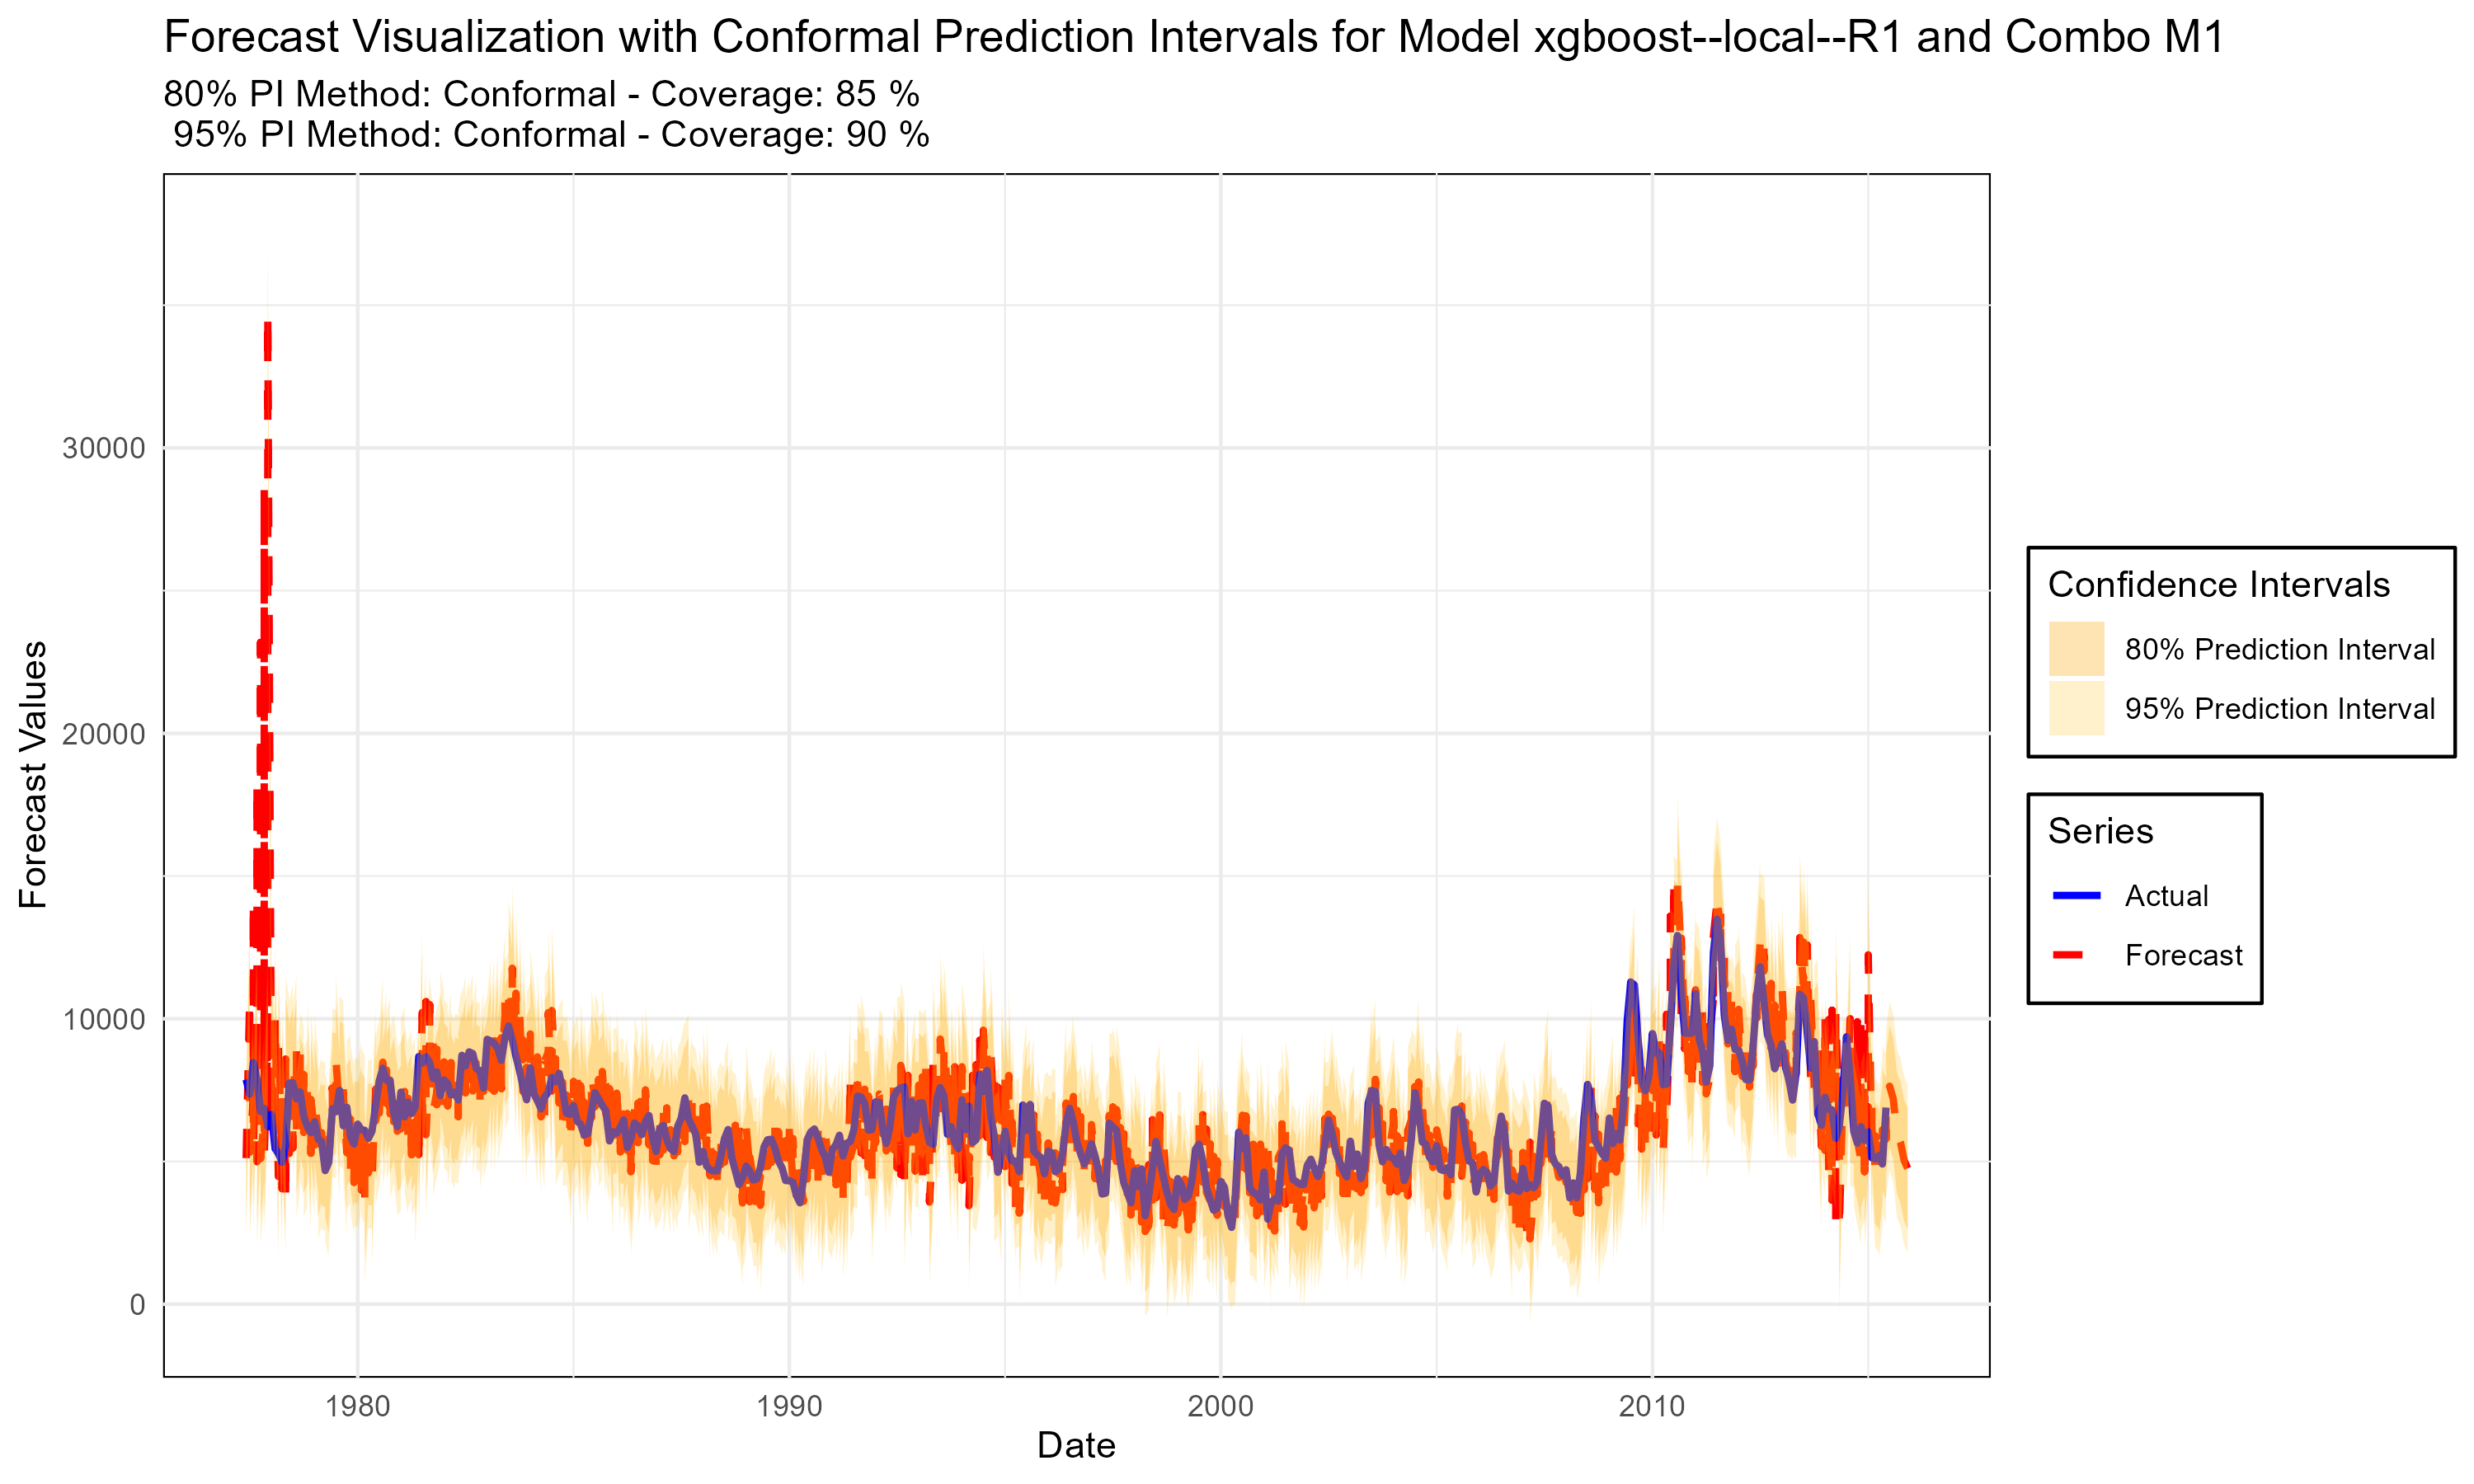 Forecast Visualization with Conformal Prediction Intervals for Model xgboost--local--R1 and Combo M1
80% PI Method: Conformal - Coverage: 85 %
95% PI Method: Conformal - Coverage: 90 %
Forecast Values
30000
20000
10000
0
1980
1990
2000
2010
Date
Confidence Intervals
80% Prediction Interval
95% Prediction Interval
Series
Actual
Forecast